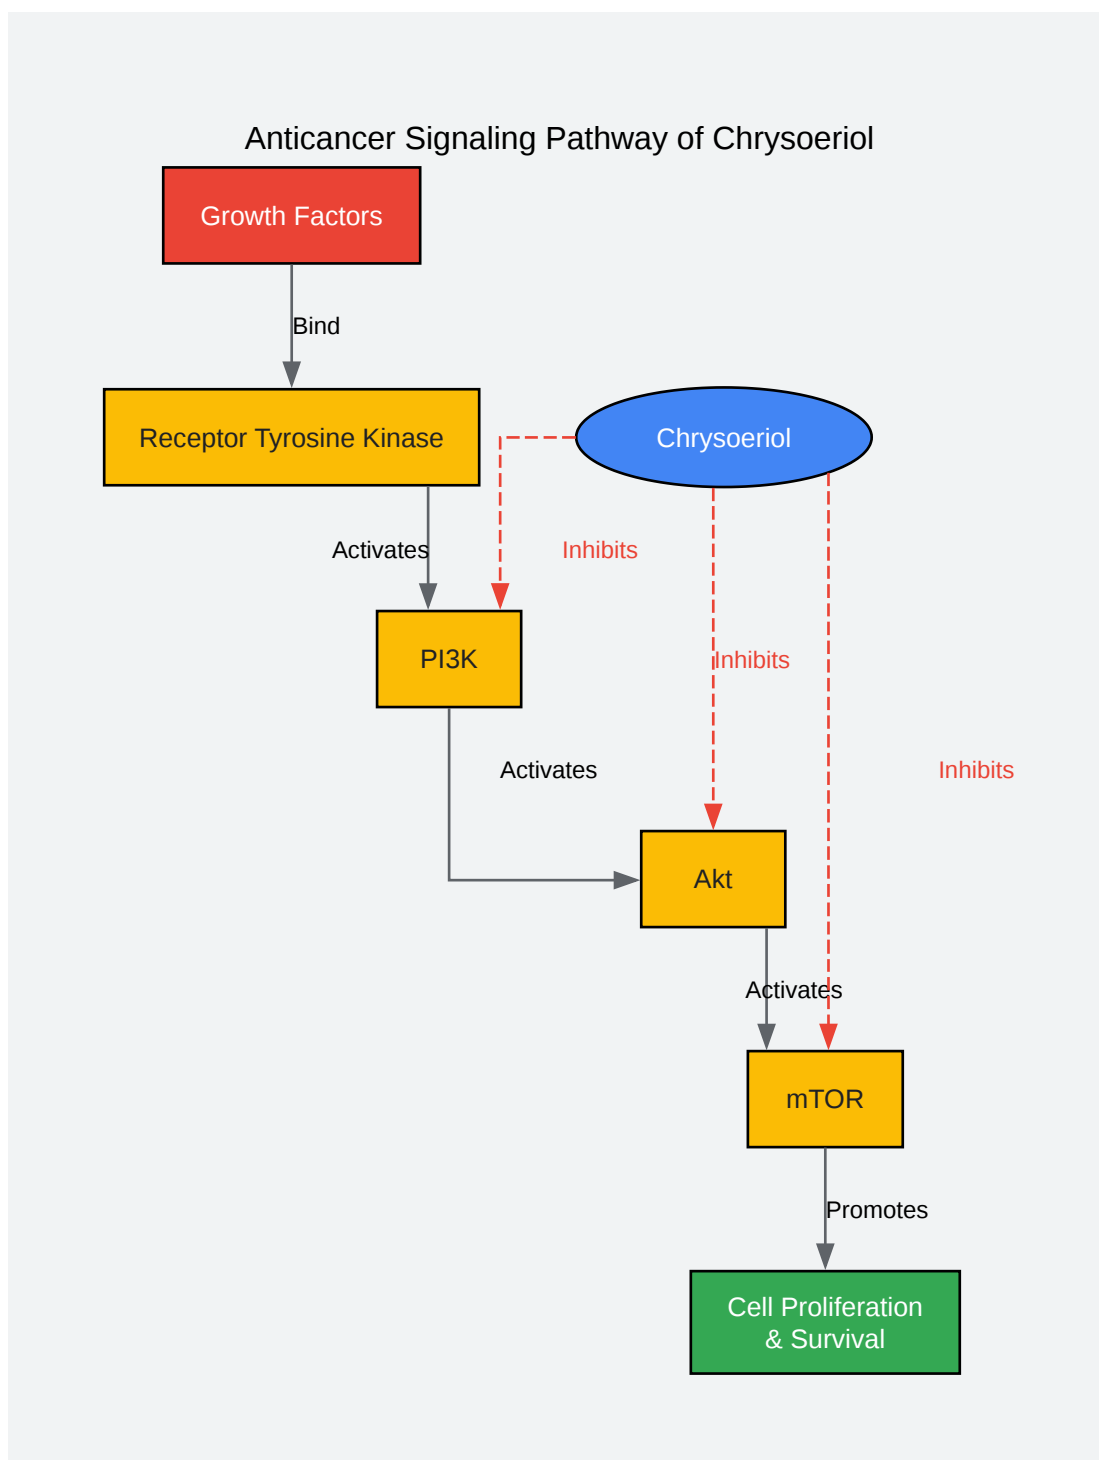 Anticancer Signaling Pathway of Chrysoeriol
Growth Factors
Bind
Receptor Tyrosine Kinase
Chrysoeriol
Activates
Inhibits
PI3K
Inhibits
Activates
Inhibits
Akt
Activates
mTOR
Promotes
Cell Proliferation
& Survival